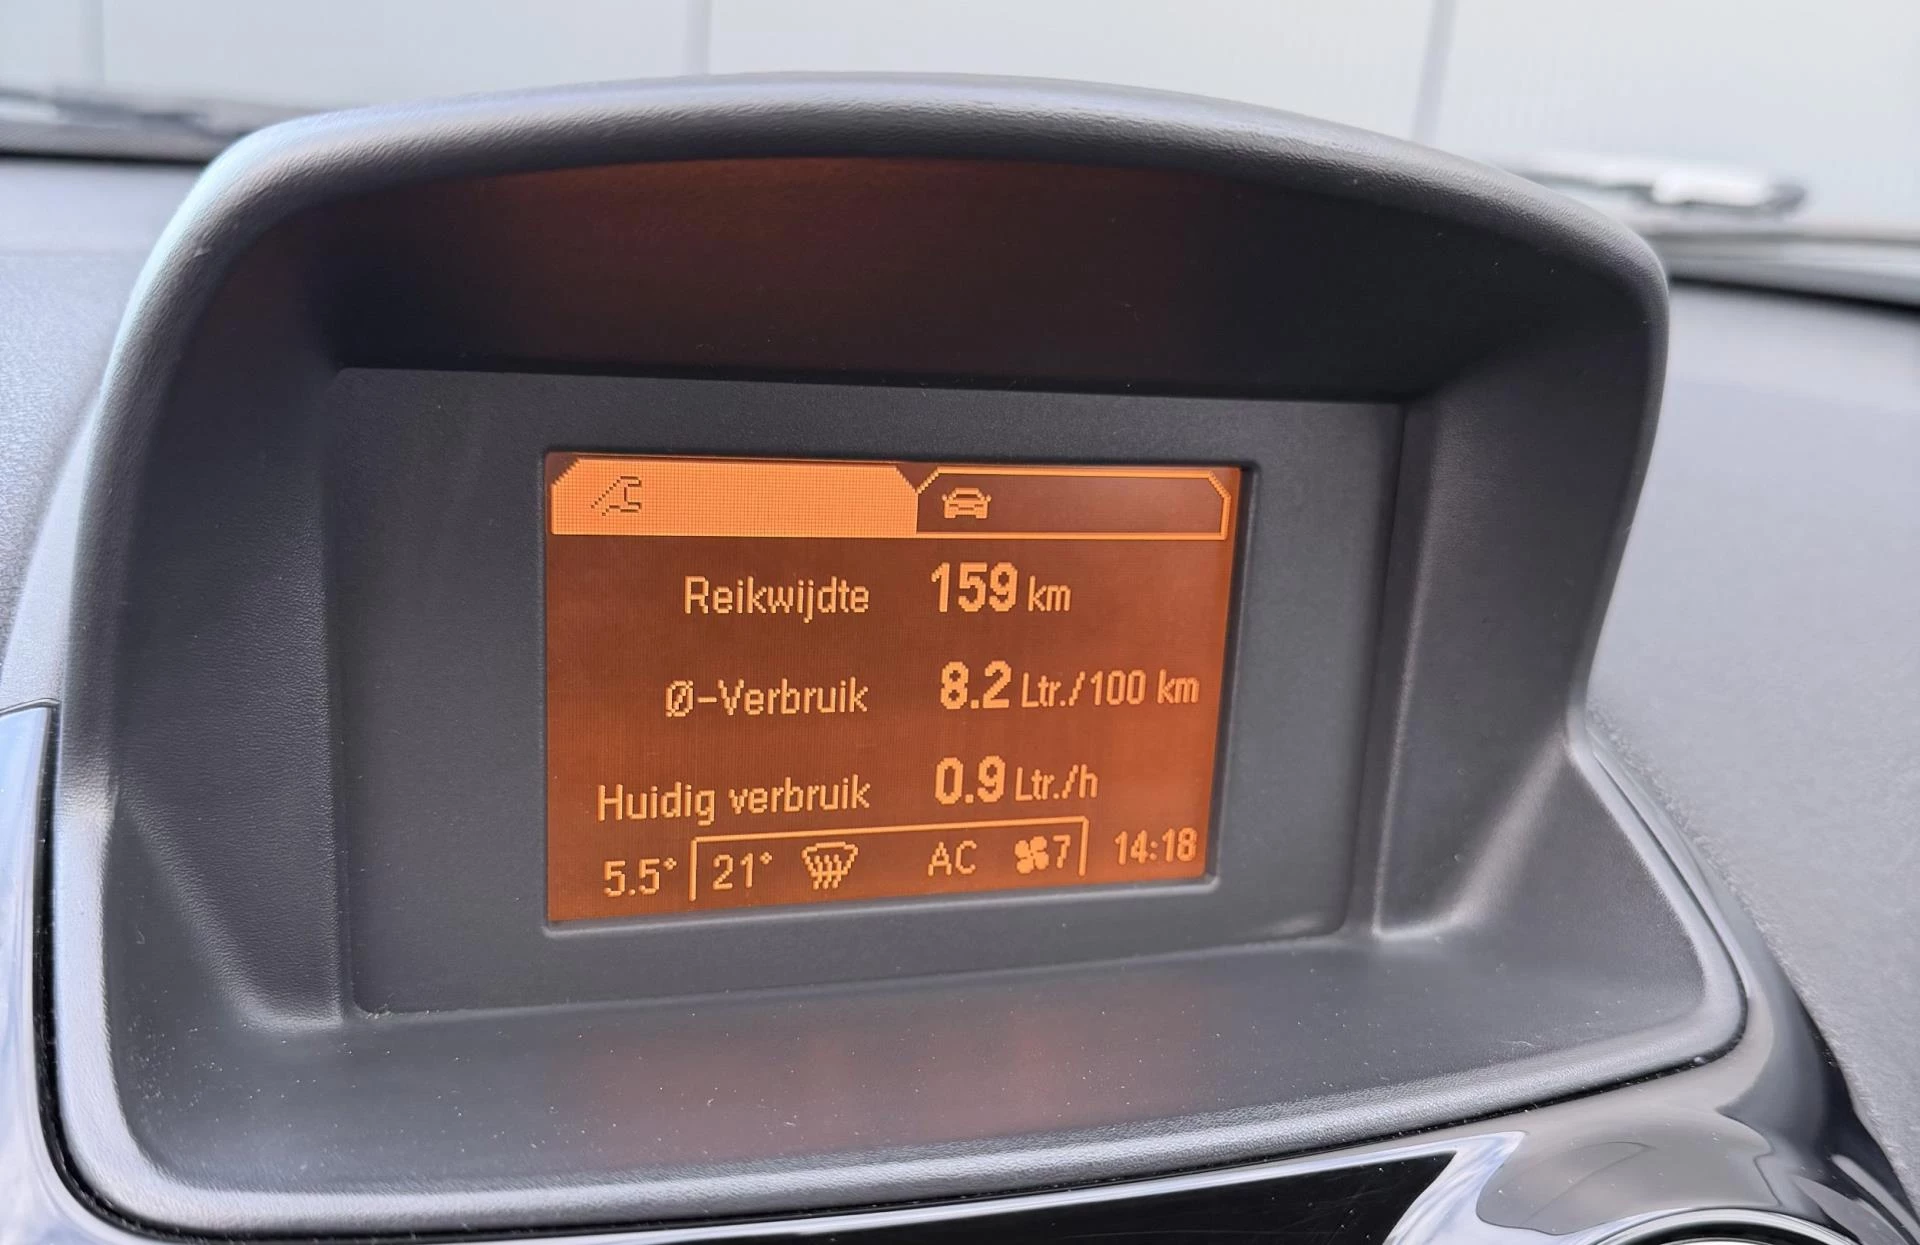 Reikwijdte 159 km
Ø-Verbruik 8.2 Ltr./100 km
Huidig verbruik 0.9 Ltr./h
5.5° 21° AC 7 14:18